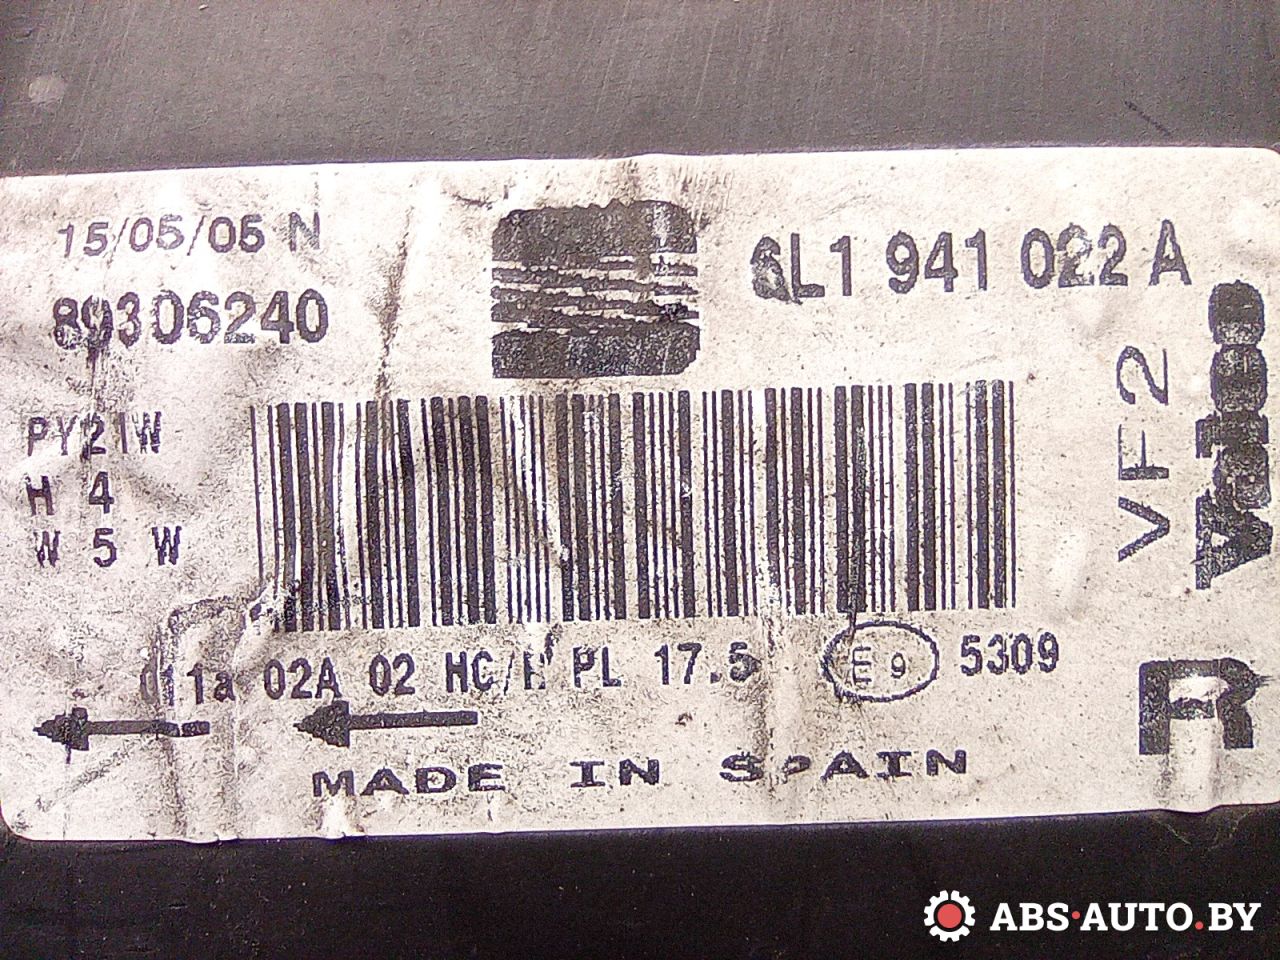 15/05/05 N
6L1 941 022 A
89306240
VF2
Valeo
PY21W
H 4
W 5 W
1a 02A 02 HC/R PL 17.5 E 9 5309
R
MADE IN SPAIN
ABS·AUTO.BY